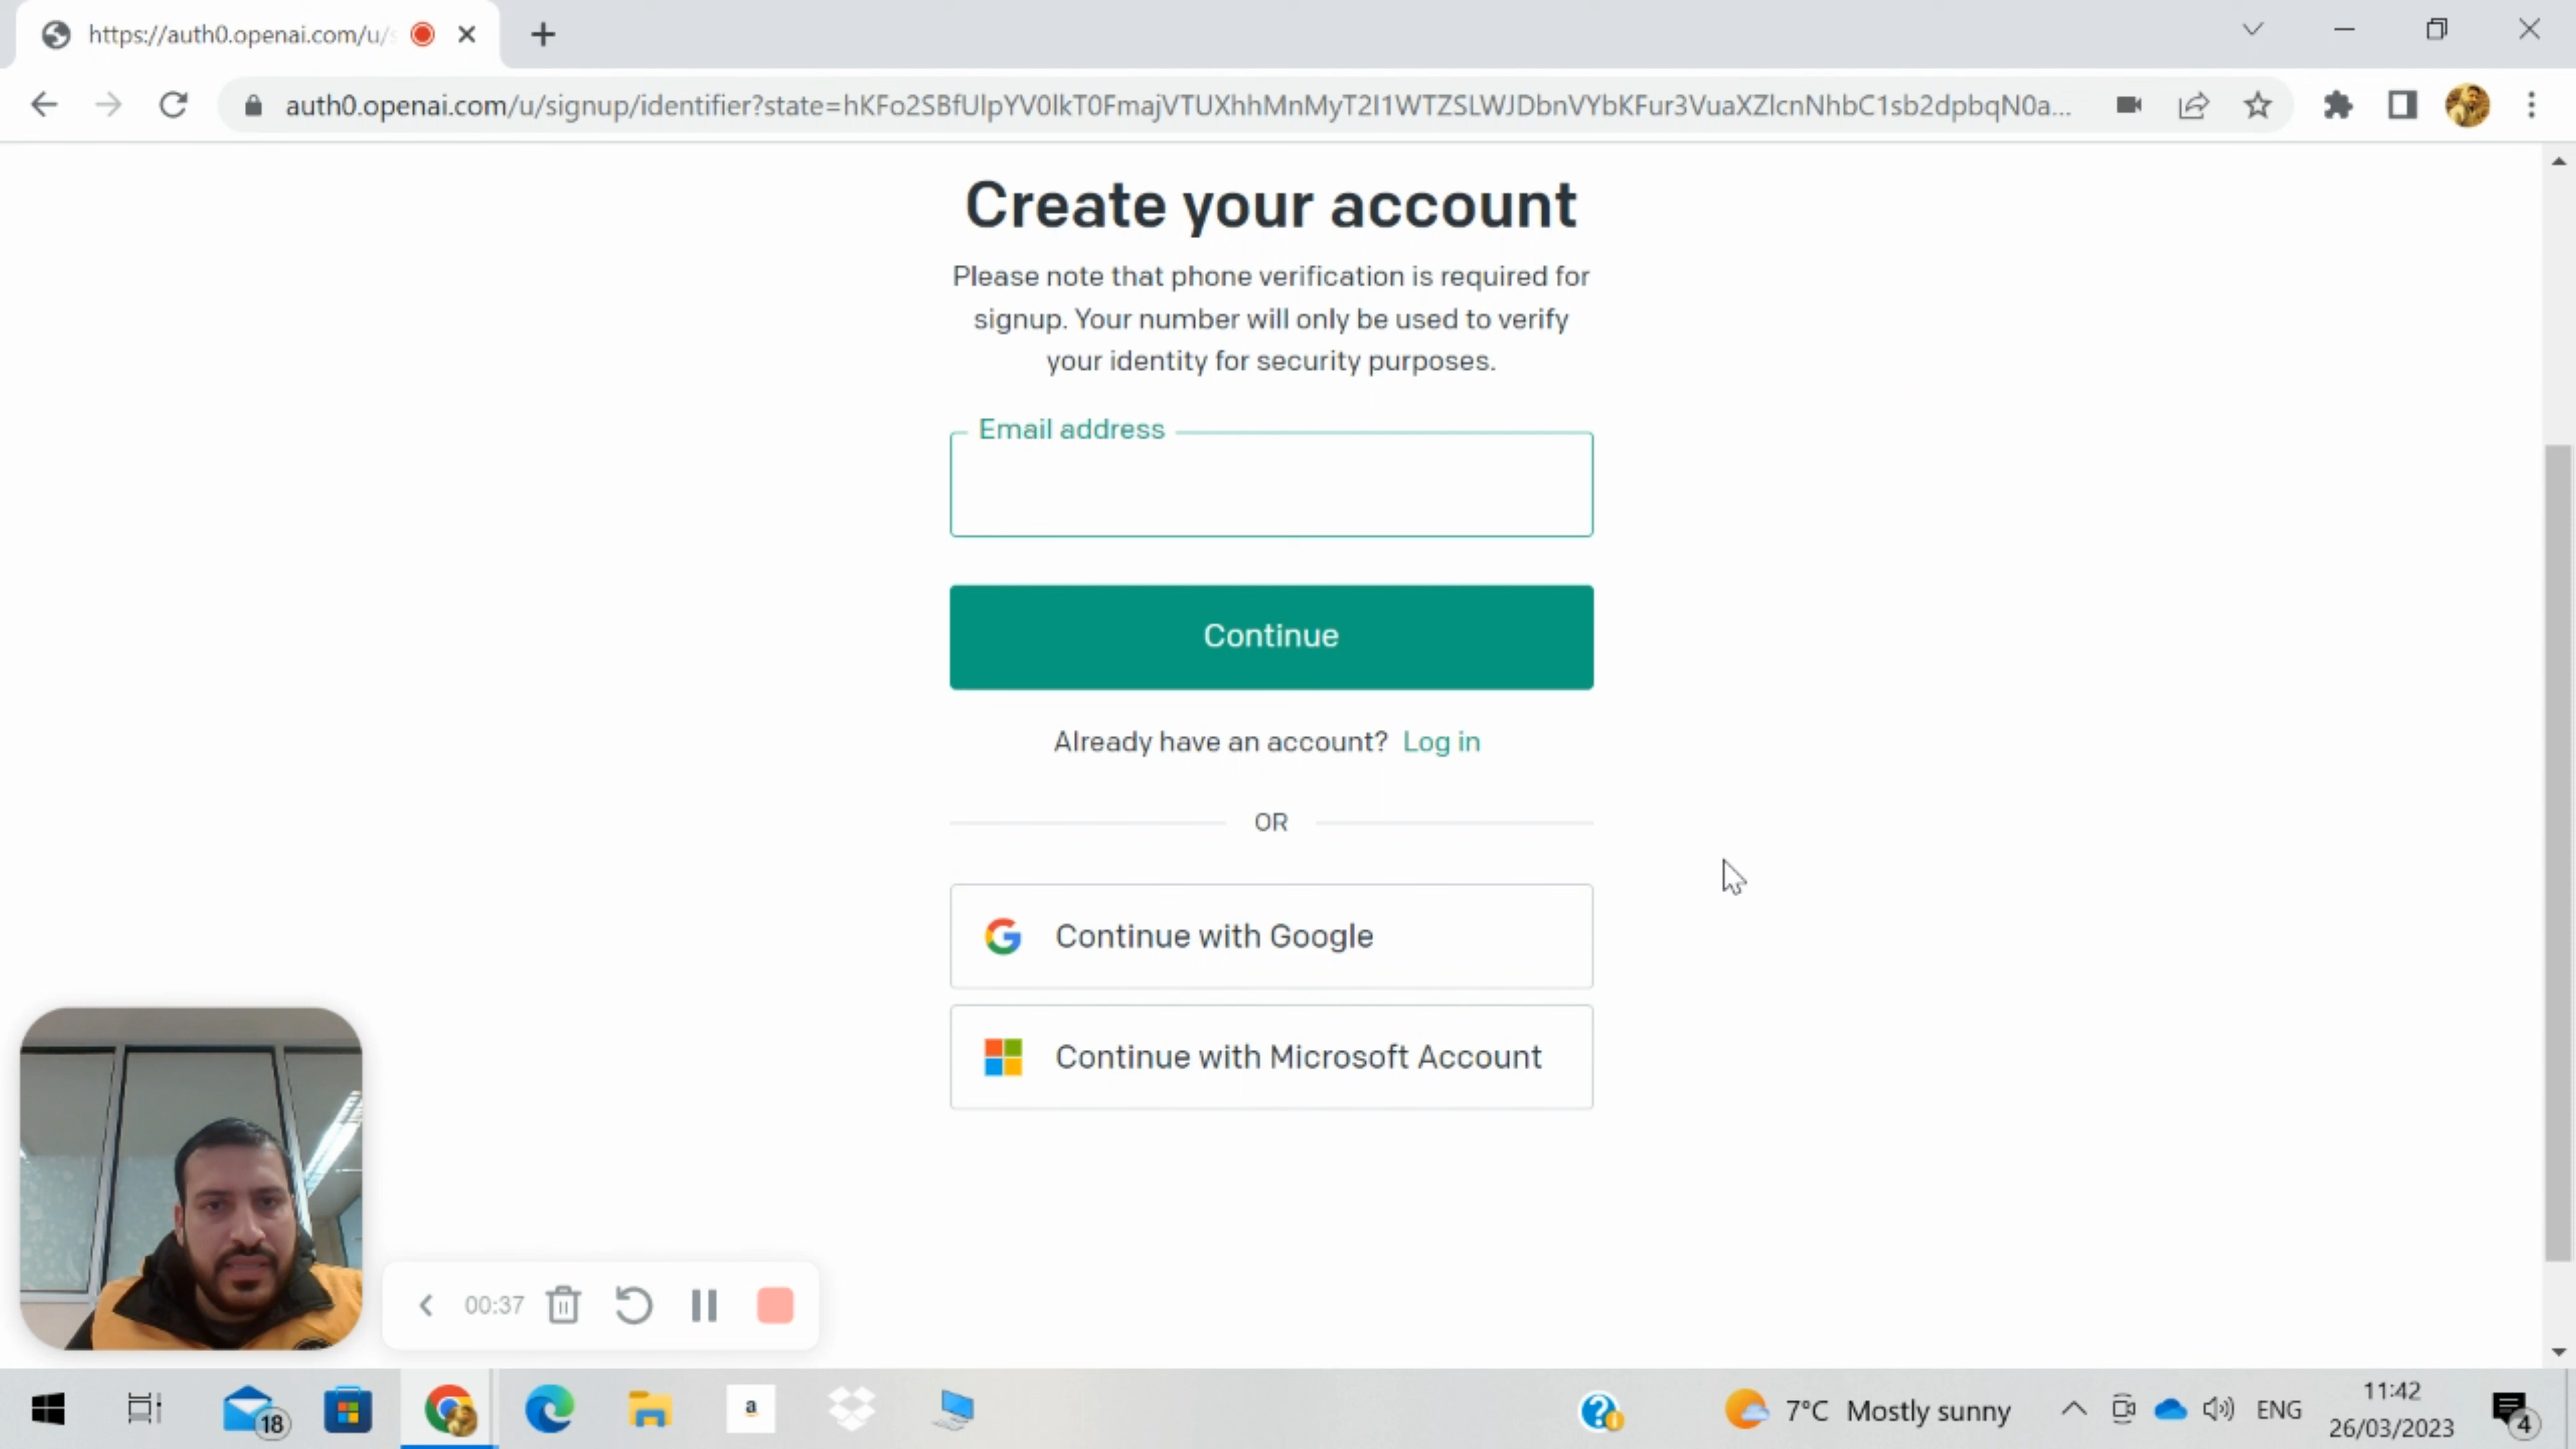 https://auth0.openai.com/u/s
auth0.openai.com/u/signup/identifier?state=hKFo2SBfUlpYV0lkT0FmajVTUXhhMnMyT2I1WTZSLWJDbnVYbKFur3VuaXZlcnNhbC1sb2dpbqN0a...
Create your account
Please note that phone verification is required for
signup. Your number will only be used to verify
your identity for security purposes.
Email address
Continue
Already have an account? Log in
OR
Continue with Google
Continue with Microsoft Account
00:37
18
a
7°C Mostly sunny
ENG
11:42
26/03/2023
4